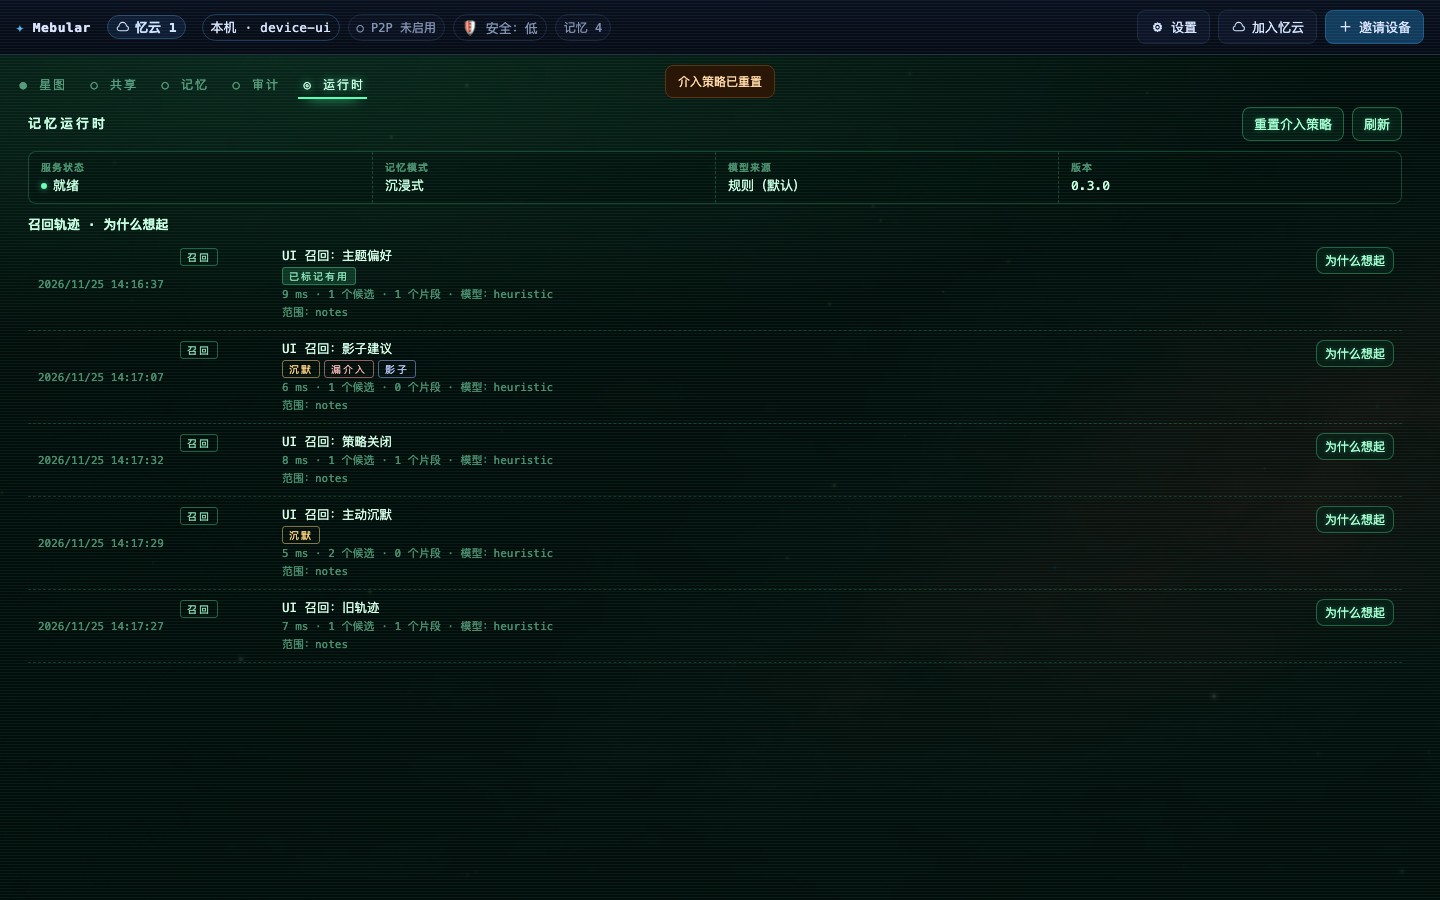 Mebular
忆云 1
本机 · device-ui
P2P 未启用
安全: 低
记忆 4
设置
加入忆云
邀请设备
星图
共享
记忆
审计
运行时
介入策略已重置
记忆运行时
重置介入策略
刷新
服务状态
就绪
记忆模式
沉浸式
模型来源
规则 (默认)
版本
0.3.0
召回轨迹 · 为什么想起
2026/11/25 14:16:37
召回
UI 召回: 主题偏好
已标记有用
9 ms · 1 个候选 · 1 个片段 · 模型: heuristic
范围: notes
为什么想起
2026/11/25 14:17:07
召回
UI 召回: 影子建议
沉默 漏介入 影子
6 ms · 1 个候选 · 0 个片段 · 模型: heuristic
范围: notes
为什么想起
2026/11/25 14:17:32
召回
UI 召回: 策略关闭
8 ms · 1 个候选 · 1 个片段 · 模型: heuristic
范围: notes
为什么想起
2026/11/25 14:17:29
召回
UI 召回: 主动沉默
沉默
5 ms · 2 个候选 · 0 个片段 · 模型: heuristic
范围: notes
为什么想起
2026/11/25 14:17:27
召回
UI 召回: 旧轨迹
7 ms · 1 个候选 · 1 个片段 · 模型: heuristic
范围: notes
为什么想起